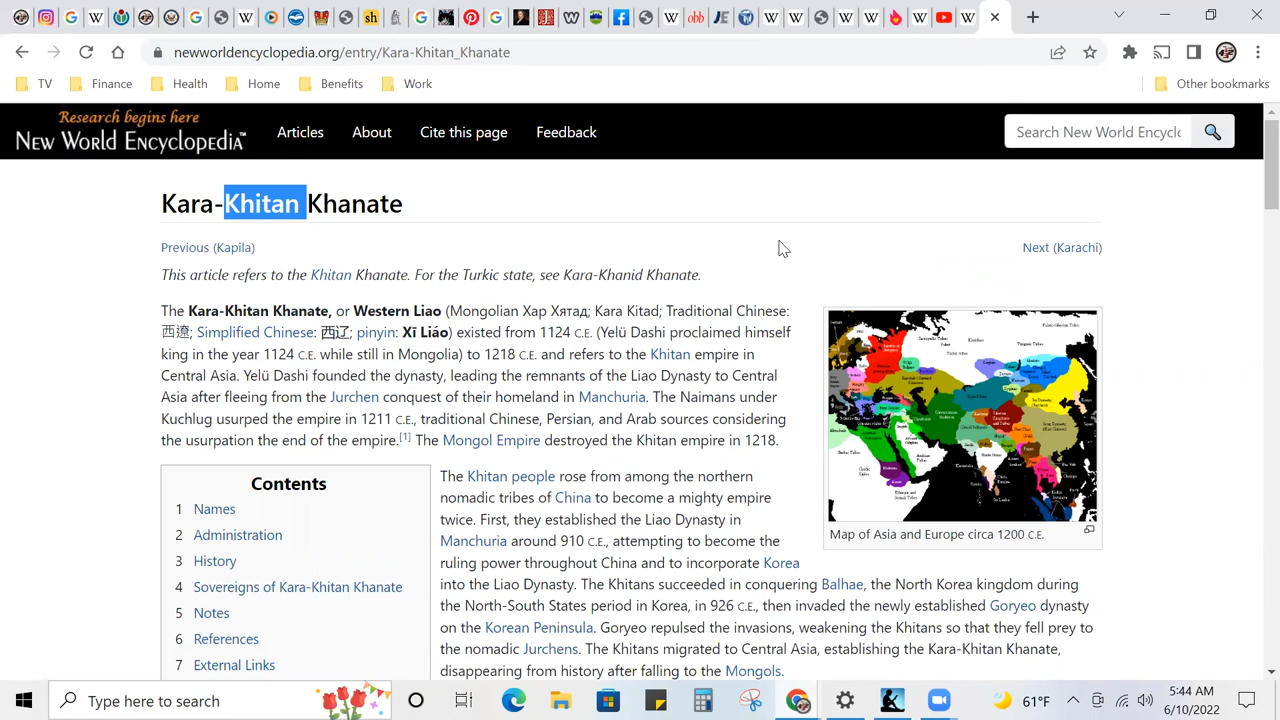 newworldencyclopedia.org/entry/Kara-Khitan_Khanate
TV Finance Health Home Benefits Work Other bookmarks
Research begins here
New World Encyclopedia
Articles About Cite this page Feedback
Search New World Encyclo
Kara-Khitan Khanate
Previous (Kapila) Next (Karachi)
This article refers to the Khitan Khanate. For the Turkic state, see Kara-Khanid Khanate.
The Kara-Khitan Khanate, or Western Liao (Mongolian Хар Хятад; Kara Kitad; Traditional Chinese:
西遼; Simplified Chinese: 西辽; pinyin: Xī Liáo) existed from 1124 C.E. (Yelü Dashi proclaimed himself
king in the year 1124 C.E. while still in Mongolia) to 1218 C.E. and refers to the Khitan empire in
Central Asia. Yelü Dashi founded the dynasty, leading the remnants of the Liao Dynasty to Central
Asia after fleeing from the Jurchen conquest of their homeland in Manchuria. The Naimans under
Kuchlug usurped the empire in 1211 C.E., traditional Chinese, Persian, and Arab sources considering
the usurpation the end of the empire.[1] The Mongol Empire destroyed the Khitan empire in 1218.
Map of Asia and Europe circa 1200 C.E.
Contents
1 Names
2 Administration
3 History
4 Sovereigns of Kara-Khitan Khanate
5 Notes
6 References
7 External Links
The Khitan people rose from among the northern
nomadic tribes of China to become a mighty empire
twice. First, they established the Liao Dynasty in
Manchuria around 910 C.E., attempting to become the
ruling power throughout China and to incorporate Korea
into the Liao Dynasty. The Khitans succeeded in conquering Balhae, the North Korea kingdom during
the North-South States period in Korea, in 926 C.E., then invaded the newly established Goryeo dynasty
on the Korean Peninsula. Goryeo repulsed the invasions, weakening the Khitans so that they fell prey to
the nomadic Jurchens. The Khitans migrated to Central Asia, establishing the Kara-Khitan Khanate,
disappearing from history after falling to the Mongols.
Type here to search
61°F
5:44 AM
6/10/2022